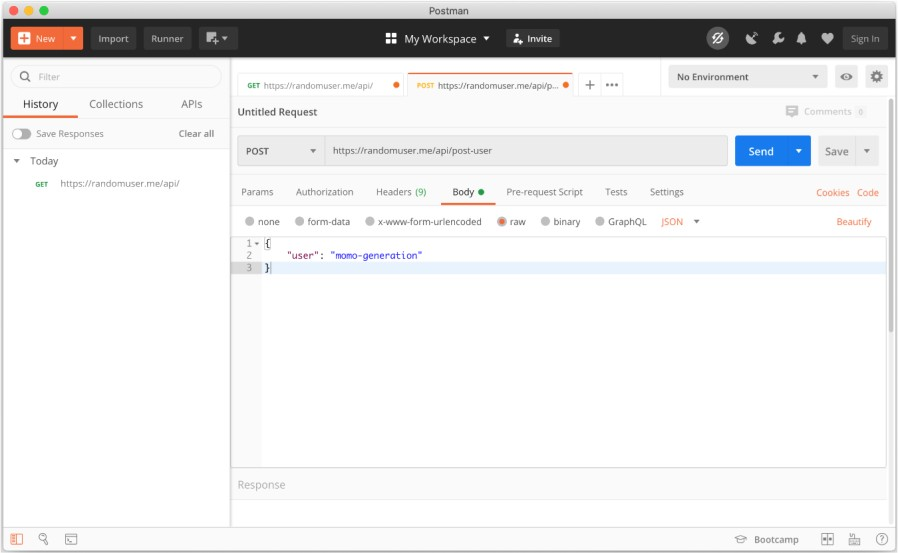 Postman
New Import Runner My Workspace Invite Sign In
Filter
History Collections APIs
Save Responses Clear all
Today
GET https://randomuser.me/api/
GET https://randomuser.me/api/ POST https://randomuser.me/api/p... No Environment
Untitled Request Comments 0
POST https://randomuser.me/api/post-user Send Save
Params Authorization Headers (9) Body Pre-request Script Tests Settings Cookies Code
none form-data x-www-form-urlencoded raw binary GraphQL JSON Beautify
1 {
2 "user": "momo-generation"
3 }
Response
Bootcamp